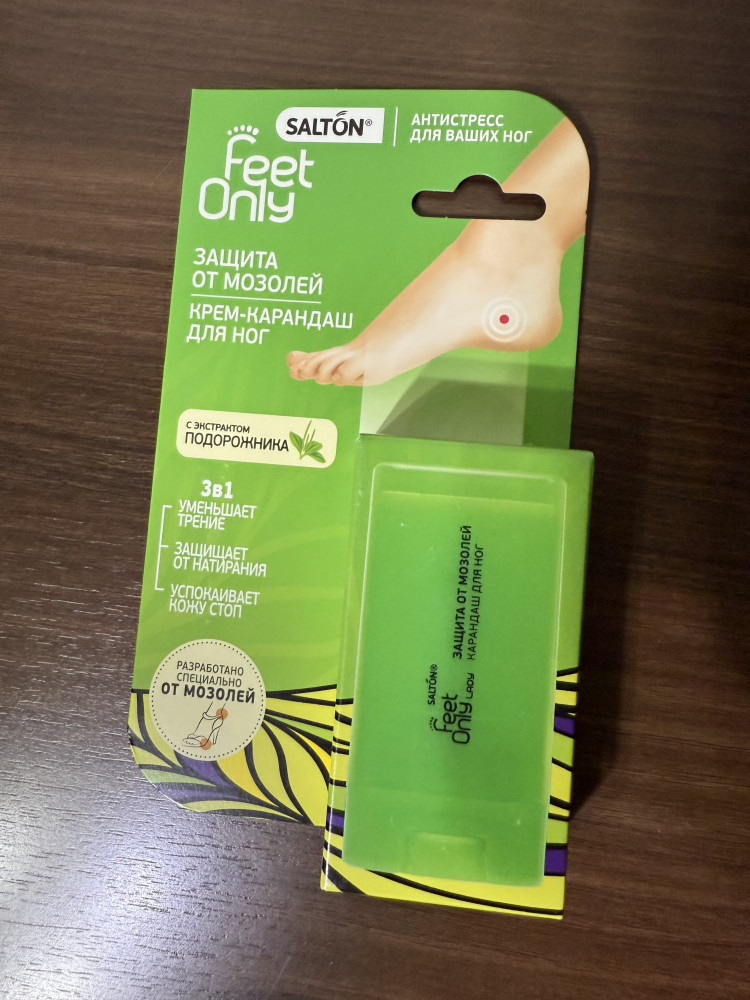 SALTON®
АНТИСТРЕСС
ДЛЯ ВАШИХ НОГ
feet
Only
ЗАЩИТА
ОТ МОЗОЛЕЙ
КРЕМ-КАРАНДАШ
ДЛЯ НОГ
С ЭКСТРАКТОМ
ПОДОРОЖНИКА
3в1
УМЕНЬШАЕТ
ТРЕНИЕ
ЗАЩИЩАЕТ
ОТ НАТИРАНИЯ
УСПОКАИВАЕТ
КОЖУ СТОП
РАЗРАБОТАНО
СПЕЦИАЛЬНО
ОТ МОЗОЛЕЙ
SALTON®
feet
Only LADY
ЗАЩИТА ОТ МОЗОЛЕЙ
КАРАНДАШ ДЛЯ НОГ